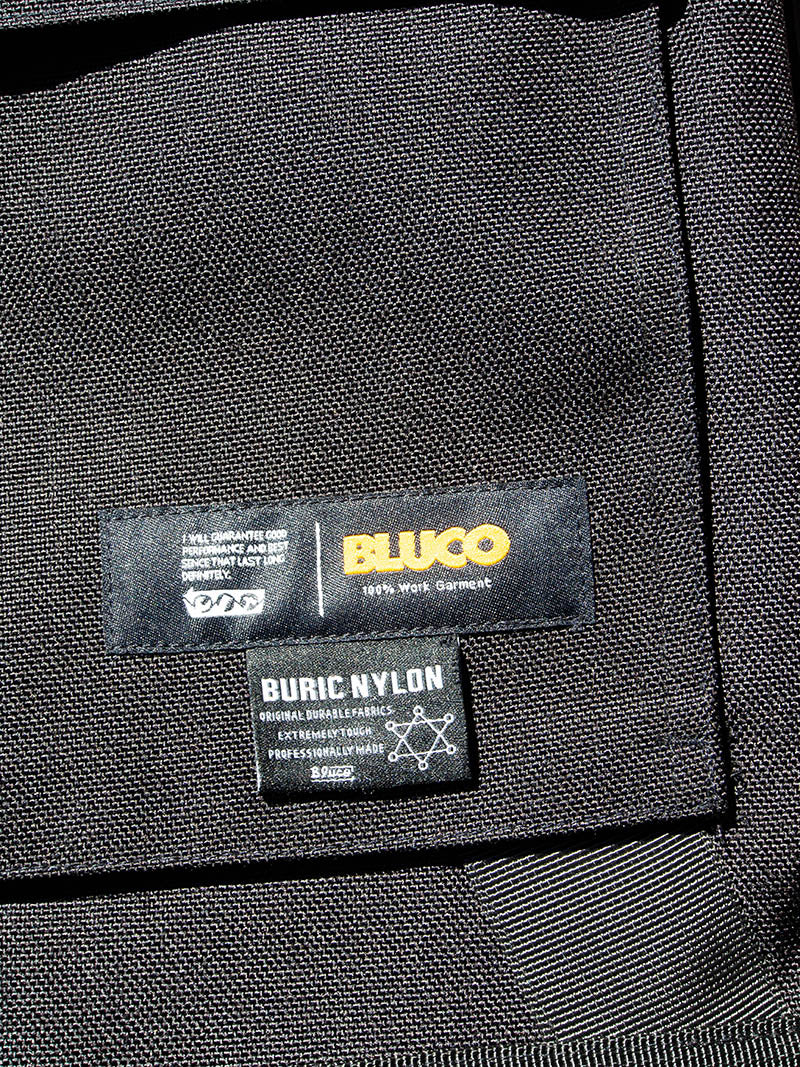 I WILL GUARANTEE GOOD
PERFORMANCE AND BEST
SENCE THAT LAST LONG
DEFINITELY.
BLUCO
100% Work Garment
BURIC NYLON
ORIGINAL DURABLE FABRICS
EXTREMELY TOUGH
PROFESSIONALLY MADE
Bluco